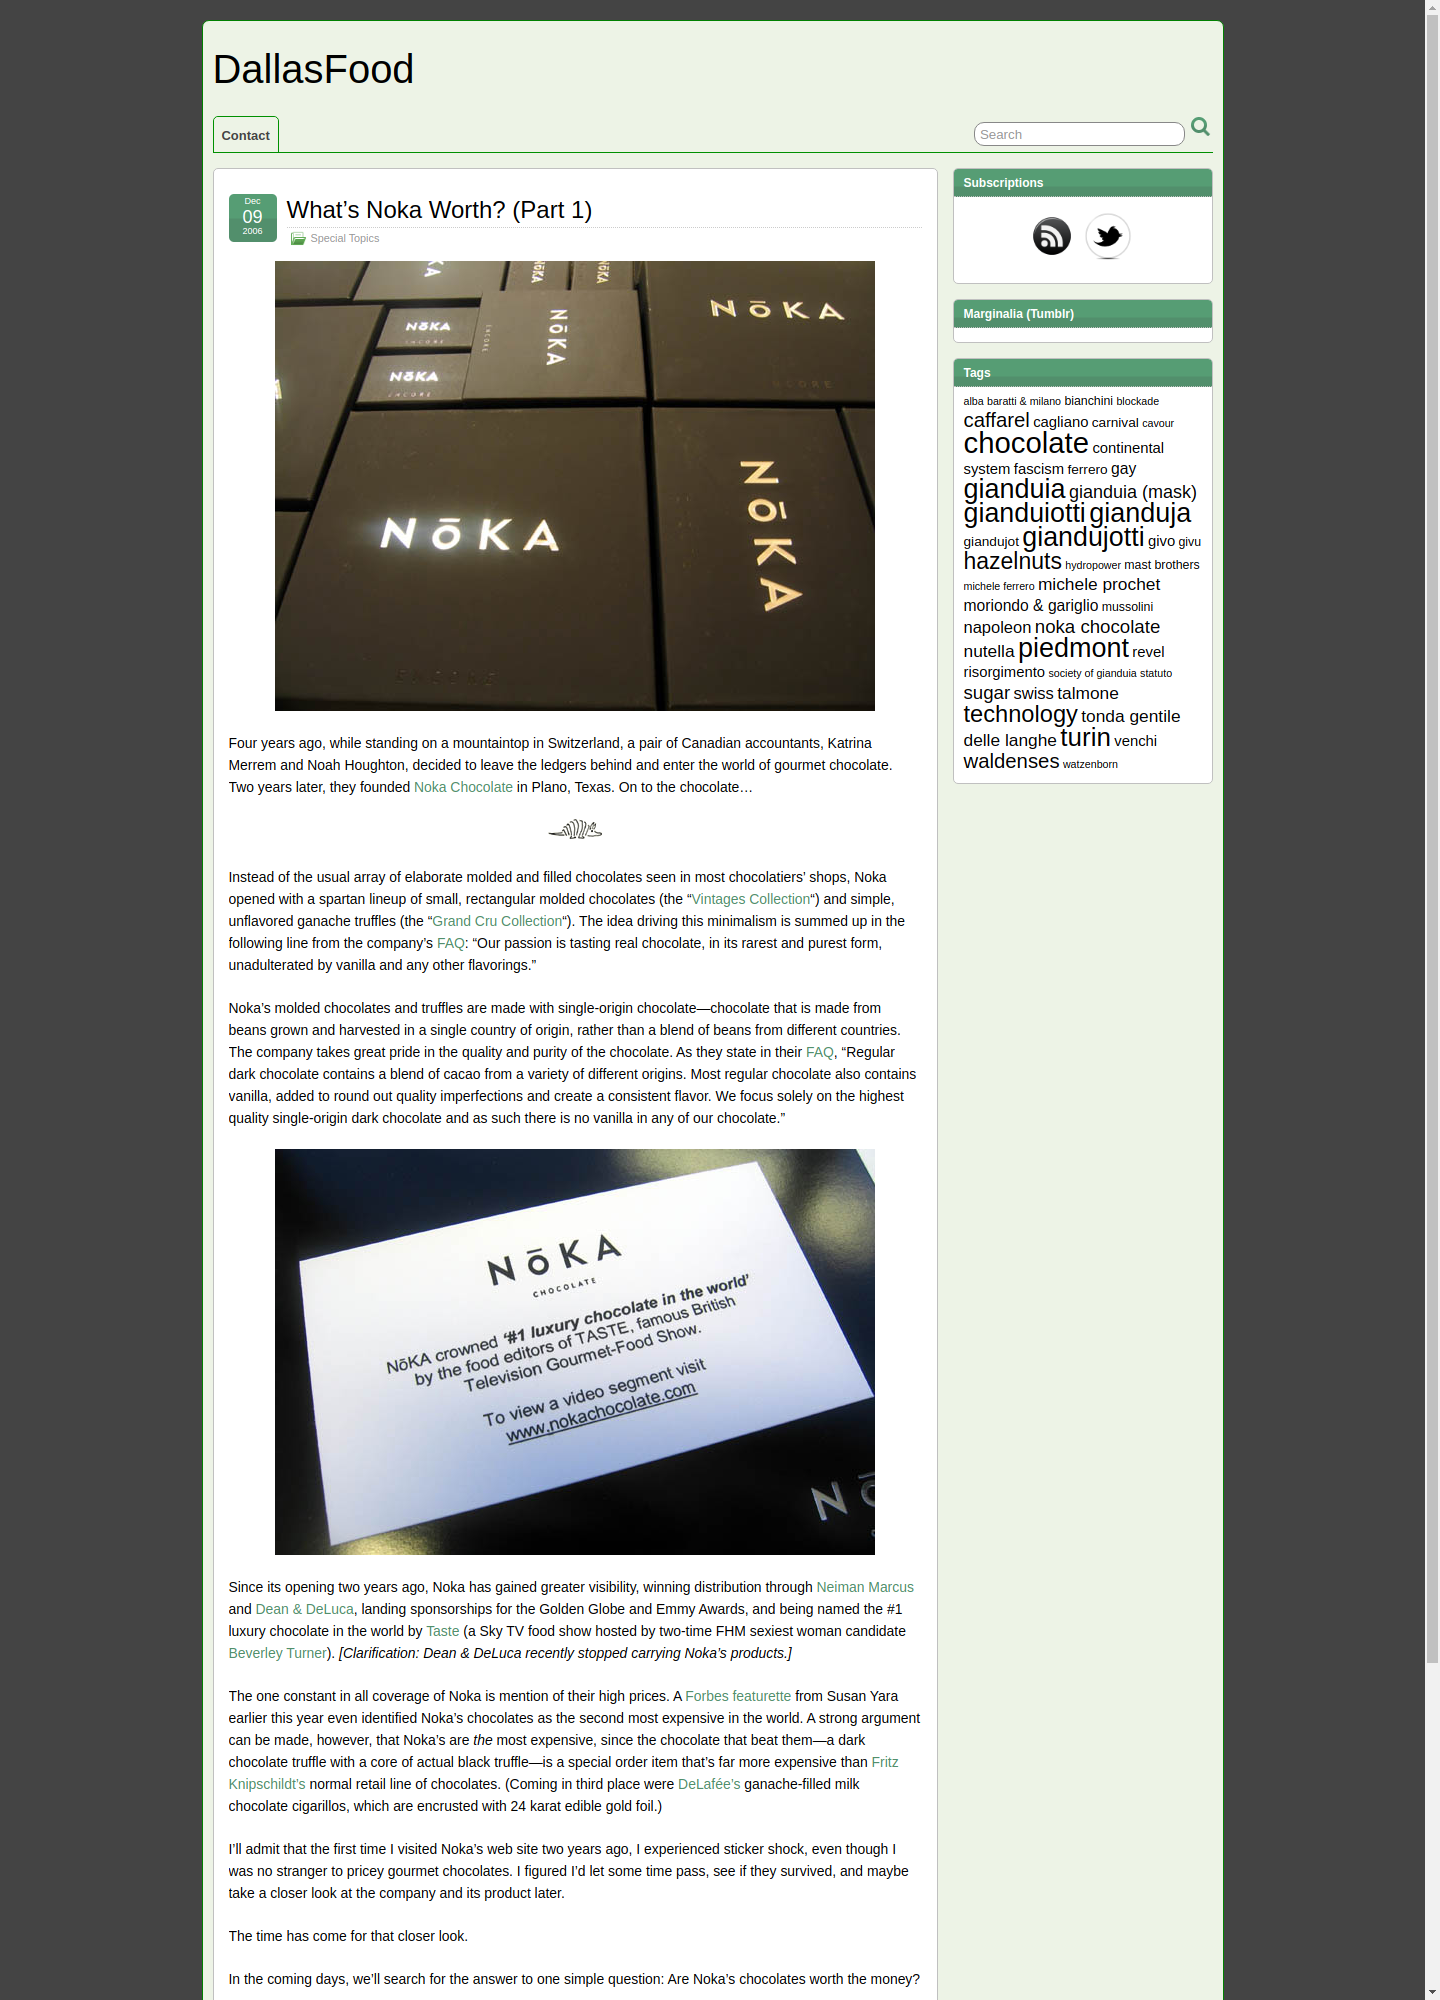 DallasFood
Contact
Search
Dec
09
2006
What’s Noka Worth? (Part 1)
Special Topics
NōKA
NōKA
NōKA
NōKA
ENCORE
NōKA
ENCORE
NōKA
ENCORE
NōKA
ENCORE
NōKA
NōKA
ENCORE
Four years ago, while standing on a mountaintop in Switzerland, a pair of Canadian accountants, Katrina
Merrem and Noah Houghton, decided to leave the ledgers behind and enter the world of gourmet chocolate.
Two years later, they founded Noka Chocolate in Plano, Texas. On to the chocolate…
Instead of the usual array of elaborate molded and filled chocolates seen in most chocolatiers’ shops, Noka
opened with a spartan lineup of small, rectangular molded chocolates (the “Vintages Collection“) and simple,
unflavored ganache truffles (the “Grand Cru Collection“). The idea driving this minimalism is summed up in the
following line from the company’s FAQ: “Our passion is tasting real chocolate, in its rarest and purest form,
unadulterated by vanilla and any other flavorings.”
Noka’s molded chocolates and truffles are made with single-origin chocolate—chocolate that is made from
beans grown and harvested in a single country of origin, rather than a blend of beans from different countries.
The company takes great pride in the quality and purity of the chocolate. As they state in their FAQ, “Regular
dark chocolate contains a blend of cacao from a variety of different origins. Most regular chocolate also contains
vanilla, added to round out quality imperfections and create a consistent flavor. We focus solely on the highest
quality single-origin dark chocolate and as such there is no vanilla in any of our chocolate.”
NōKA
CHOCOLATE
NōKA crowned ‘#1 luxury chocolate in the world’
by the food editors of TASTE, famous British
Television Gourmet-Food Show.
To view a video segment visit
www.nokachocolate.com
Since its opening two years ago, Noka has gained greater visibility, winning distribution through Neiman Marcus
and Dean & DeLuca, landing sponsorships for the Golden Globe and Emmy Awards, and being named the #1
luxury chocolate in the world by Taste (a Sky TV food show hosted by two-time FHM sexiest woman candidate
Beverley Turner). [Clarification: Dean & DeLuca recently stopped carrying Noka’s products.]
The one constant in all coverage of Noka is mention of their high prices. A Forbes featurette from Susan Yara
earlier this year even identified Noka’s chocolates as the second most expensive in the world. A strong argument
can be made, however, that Noka’s are the most expensive, since the chocolate that beat them—a dark
chocolate truffle with a core of actual black truffle—is a special order item that’s far more expensive than Fritz
Knipschildt’s normal retail line of chocolates. (Coming in third place were DeLafée’s ganache-filled milk
chocolate cigarillos, which are encrusted with 24 karat edible gold foil.)
I’ll admit that the first time I visited Noka’s web site two years ago, I experienced sticker shock, even though I
was no stranger to pricey gourmet chocolates. I figured I’d let some time pass, see if they survived, and maybe
take a closer look at the company and its product later.
The time has come for that closer look.
In the coming days, we’ll search for the answer to one simple question: Are Noka’s chocolates worth the money?
Subscriptions
Marginalia (Tumblr)
Tags
alba baratti & milano bianchini blockade
caffarel cagliano carnival cavour
chocolate continental
system fascism ferrero gay
gianduia gianduia (mask)
gianduiotti gianduja
giandujot giandujotti givo givu
hazelnuts hydropower mast brothers
michele ferrero michele prochet
moriondo & gariglio mussolini
napoleon noka chocolate
nutella piedmont revel
risorgimento society of gianduia statuto
sugar swiss talmone
technology tonda gentile
delle langhe turin venchi
waldenses watzenborn